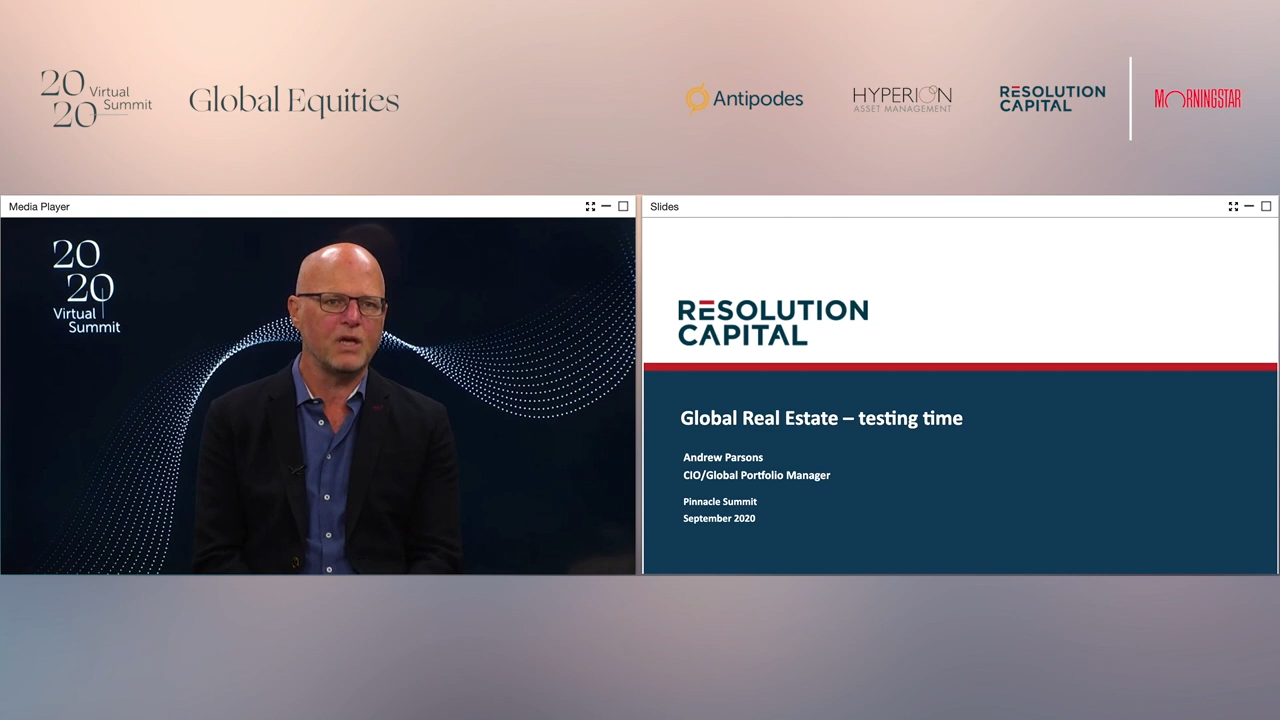 20
20
Virtual
Summit
Global Equities
Antipodes
HYPERION
ASSET MANAGEMENT
RESOLUTION
CAPITAL
MORNINGSTAR
Media Player
20
20
Virtual
Summit
Slides
RESOLUTION
CAPITAL
Global Real Estate – testing time
Andrew Parsons
CIO/Global Portfolio Manager
Pinnacle Summit
September 2020